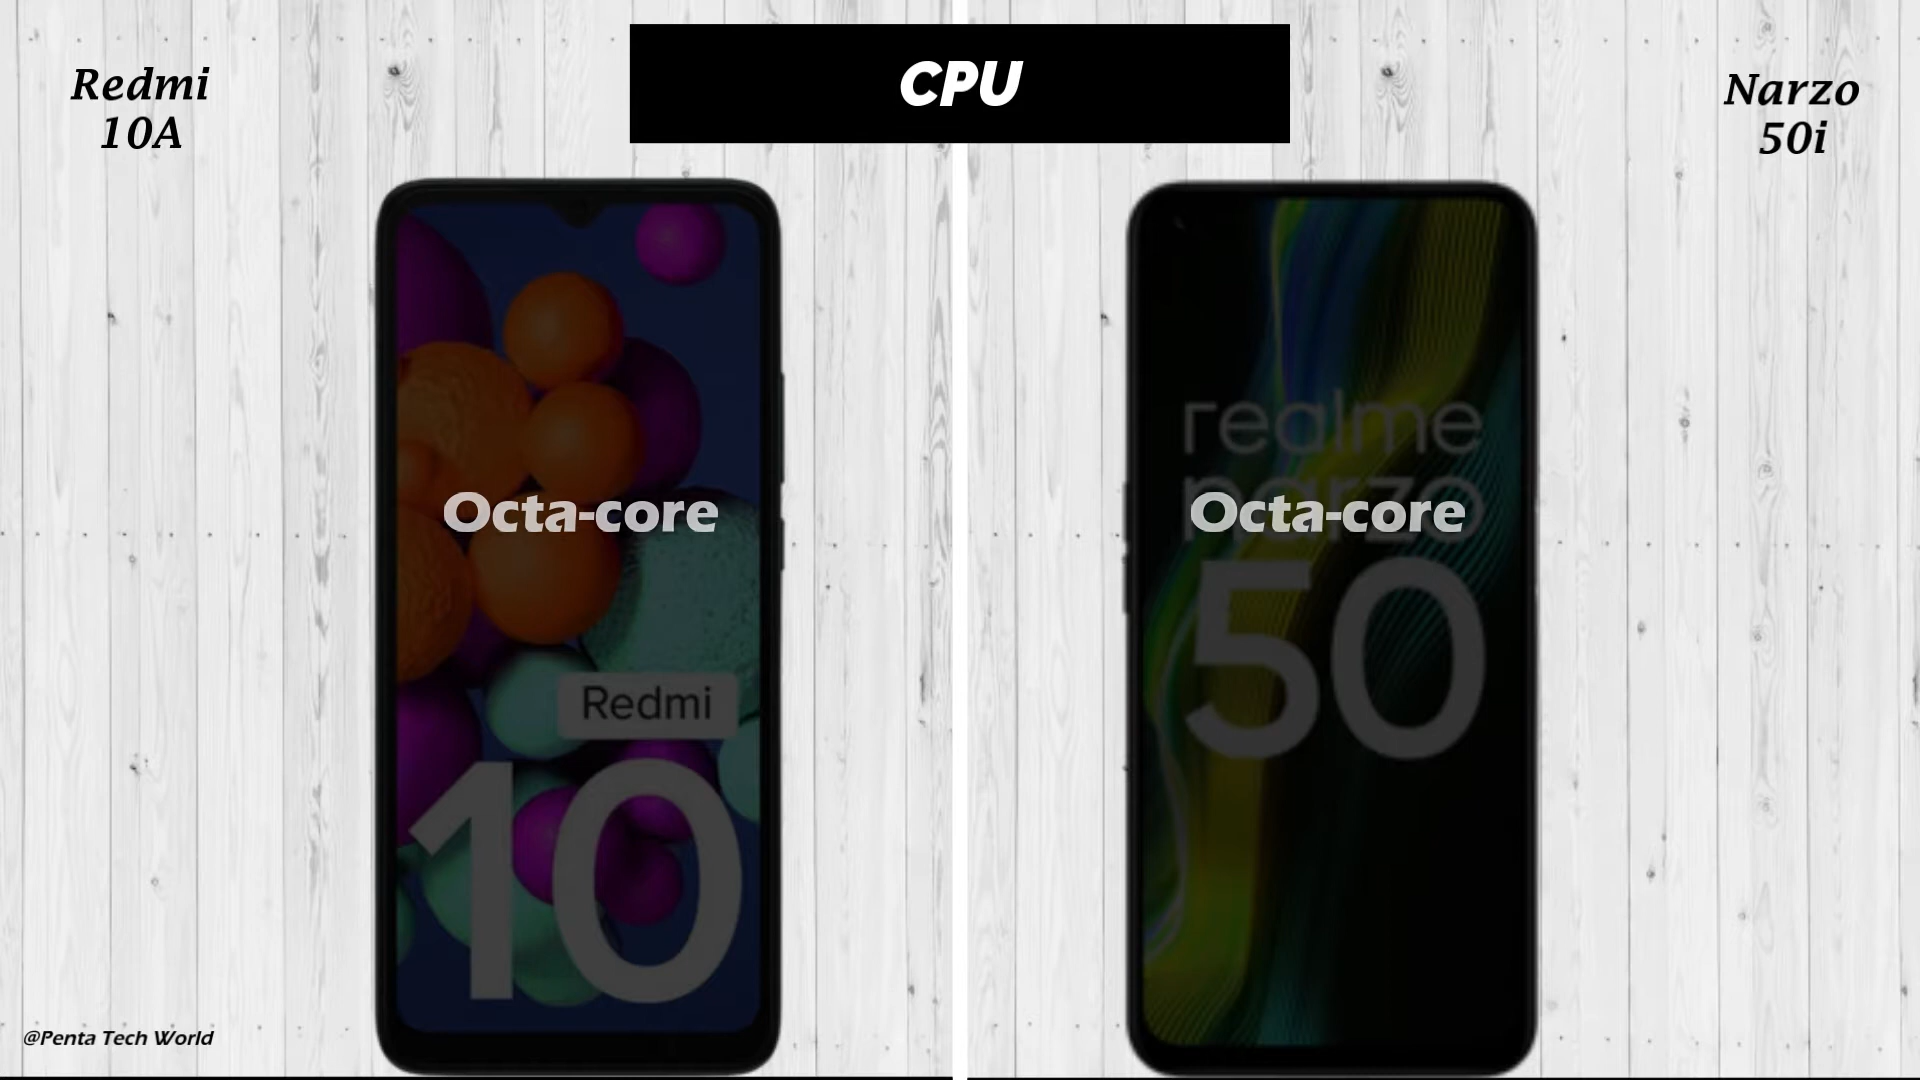 CPU
Redmi
10A
Narzo
50i
Octa-core
Octa-core
realme
narzo
50
Redmi
10
@Penta Tech World